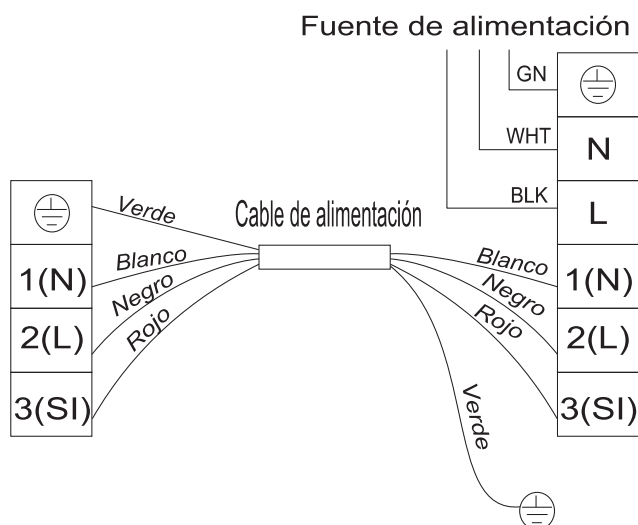 Fuente de alimentación
GN
WHT
N
BLK
L
Verde
Cable de alimentación
1(N)
Blanco
Blanco
1(N)
2(L)
Negro
Negro
2(L)
3(SI)
Rojo
Rojo
3(SI)
Verde